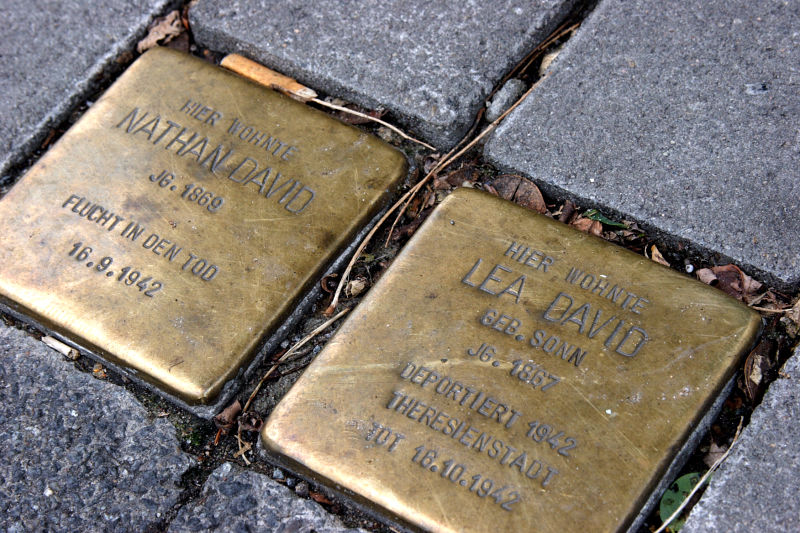 HIER WOHNTE
NATHAN DAVID
JG. 1869
FLUCHT IN DEN TOD
16.9.1942
HIER WOHNTE
LEA DAVID
GEB. SONN
JG. 1867
DEPORTIERT 1942
THERESIENSTADT
TOT 16.10.1942